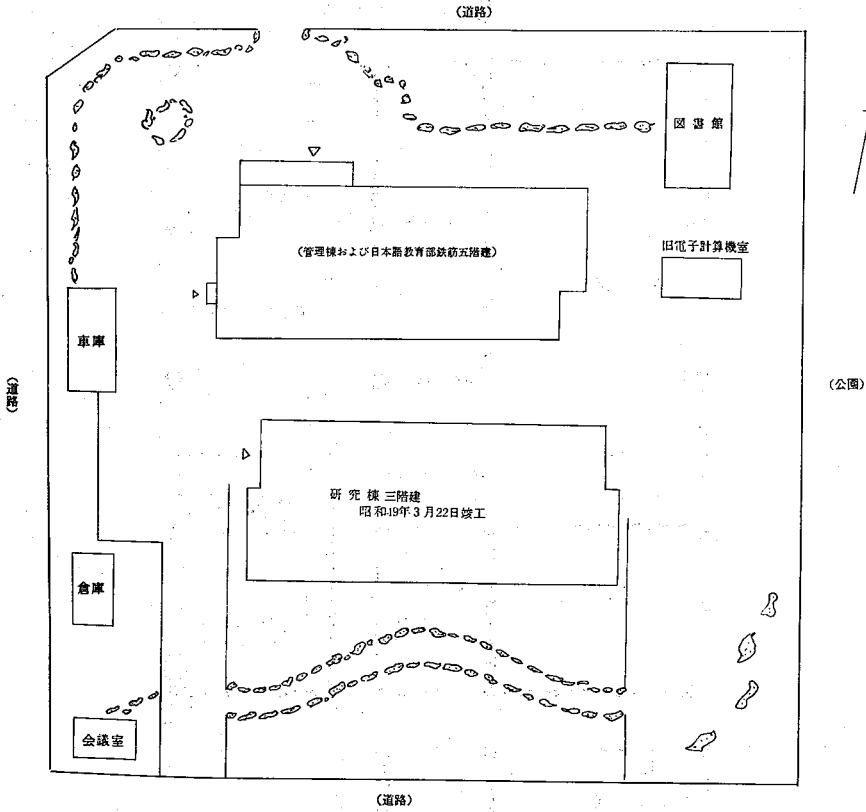 (道路)
図書館
(管理棟および日本語教育部鉄筋五階建)
旧電子計算機室
車庫
(道路)
(公園)
研究棟三階建
昭和49年3月22日竣工
倉庫
会議室
(道路)